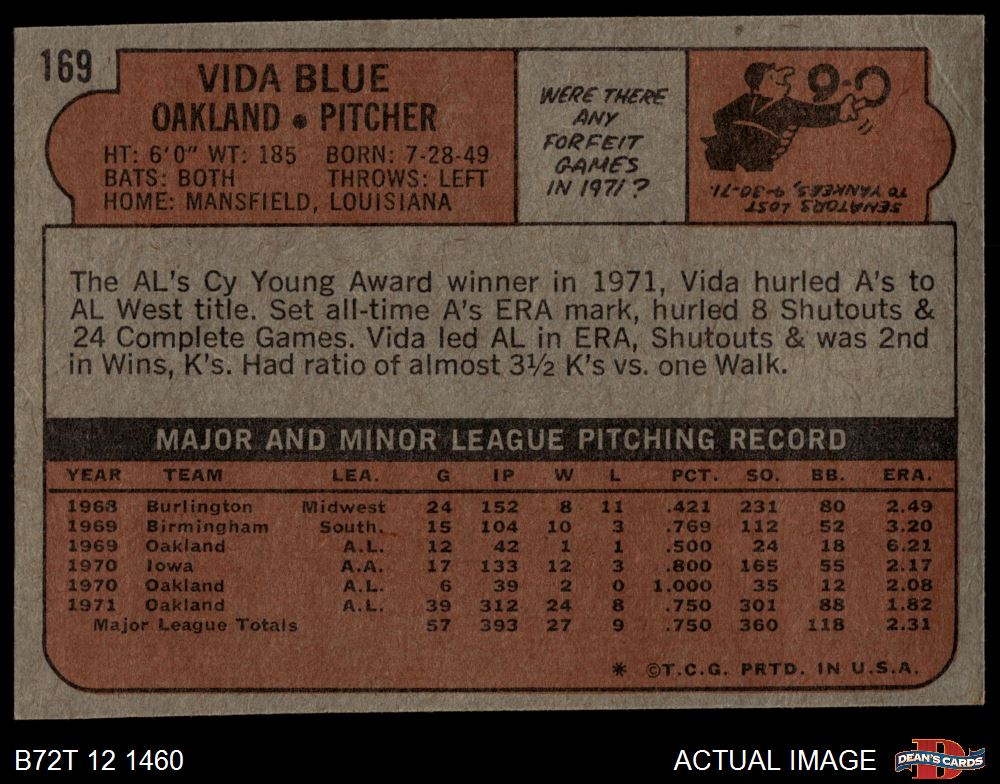 169
VIDA BLUE
OAKLAND • PITCHER
HT: 6'0" WT: 185 BORN: 7-28-49
BATS: BOTH THROWS: LEFT
HOME: MANSFIELD, LOUISIANA
WERE THERE
ANY
FORFEIT
GAMES
IN 1971?
9-0
SENATORS LOST
TO YANKEES, 9-30-71.
The AL's Cy Young Award winner in 1971, Vida hurled A's to
AL West title. Set all-time A's ERA mark, hurled 8 Shutouts &
24 Complete Games. Vida led AL in ERA, Shutouts & was 2nd
in Wins, K's. Had ratio of almost 3½ K's vs. one Walk.
MAJOR AND MINOR LEAGUE PITCHING RECORD
YEAR TEAM LEA. G IP W L PCT. SO. BB. ERA.
1968 Burlington Midwest 24 152 8 11 .421 231 80 2.49
1969 Birmingham South. 15 104 10 3 .769 112 52 3.20
1969 Oakland A.L. 12 42 1 1 .500 24 18 6.21
1970 Iowa A.A. 17 133 12 3 .800 165 55 2.17
1970 Oakland A.L. 6 39 2 0 1.000 35 12 2.08
1971 Oakland A.L. 39 312 24 8 .750 301 88 1.82
Major League Totals 57 393 27 9 .750 360 118 2.31
* ©T.C.G. PRTD. IN U.S.A.
B72T 12 1460
ACTUAL IMAGE
D
DEAN'S CARDS